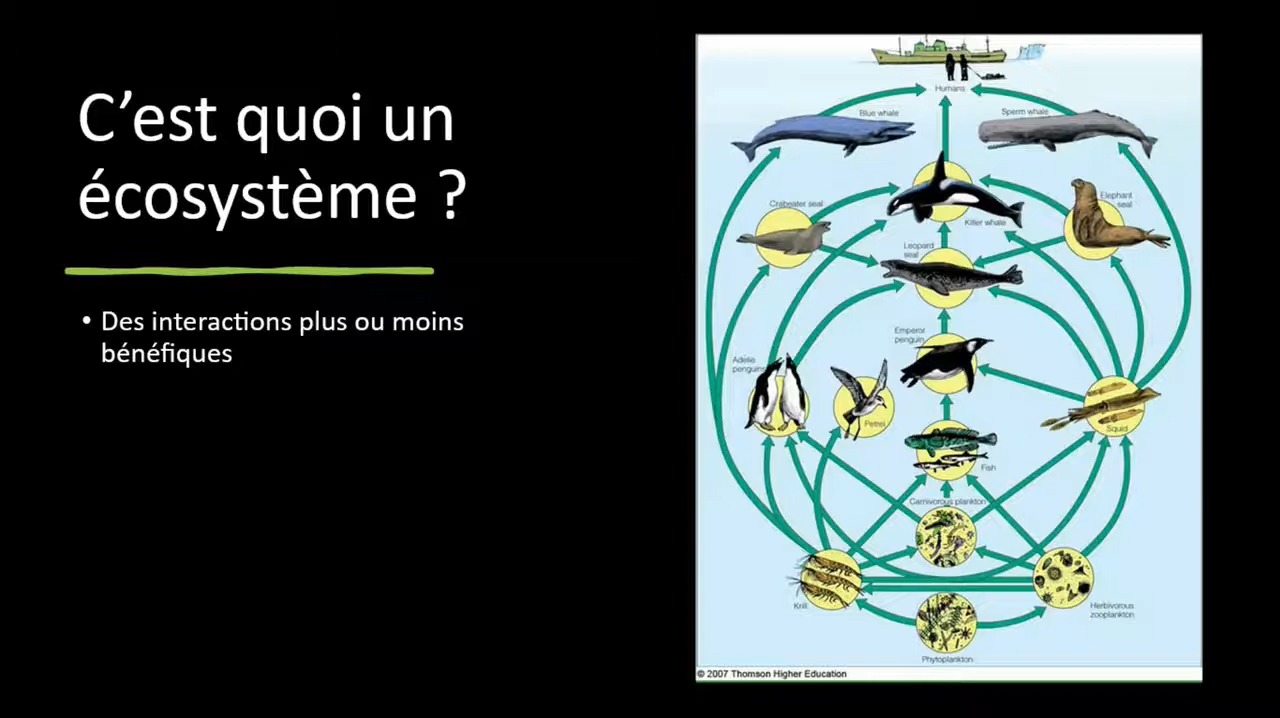 C’est quoi un
écosystème ?
• Des interactions plus ou moins
bénéfiques
Humans
Blue whale
Sperm whale
Crabeater seal
Elephant
seal
Killer whale
Leopard
seal
Emperor
penguin
Adelie
penguins
Petrel
Squid
Fish
Carnivorous plankton
Krill
Herbivorous
zooplankton
Phytoplankton
© 2007 Thomson Higher Education